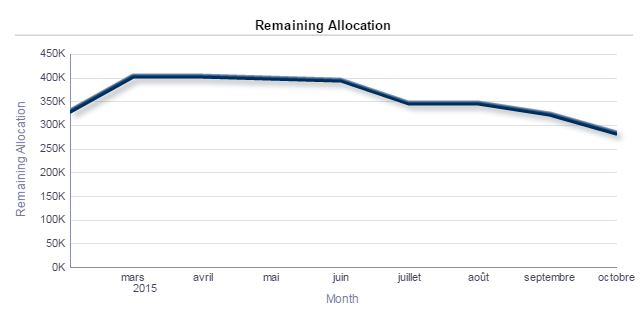 Remaining Allocation
450K
400K
350K
300K
250K
200K
150K
100K
50K
0K
Remaining Allocation
mars avril mai juin juillet août septembre octobre
2015
Month